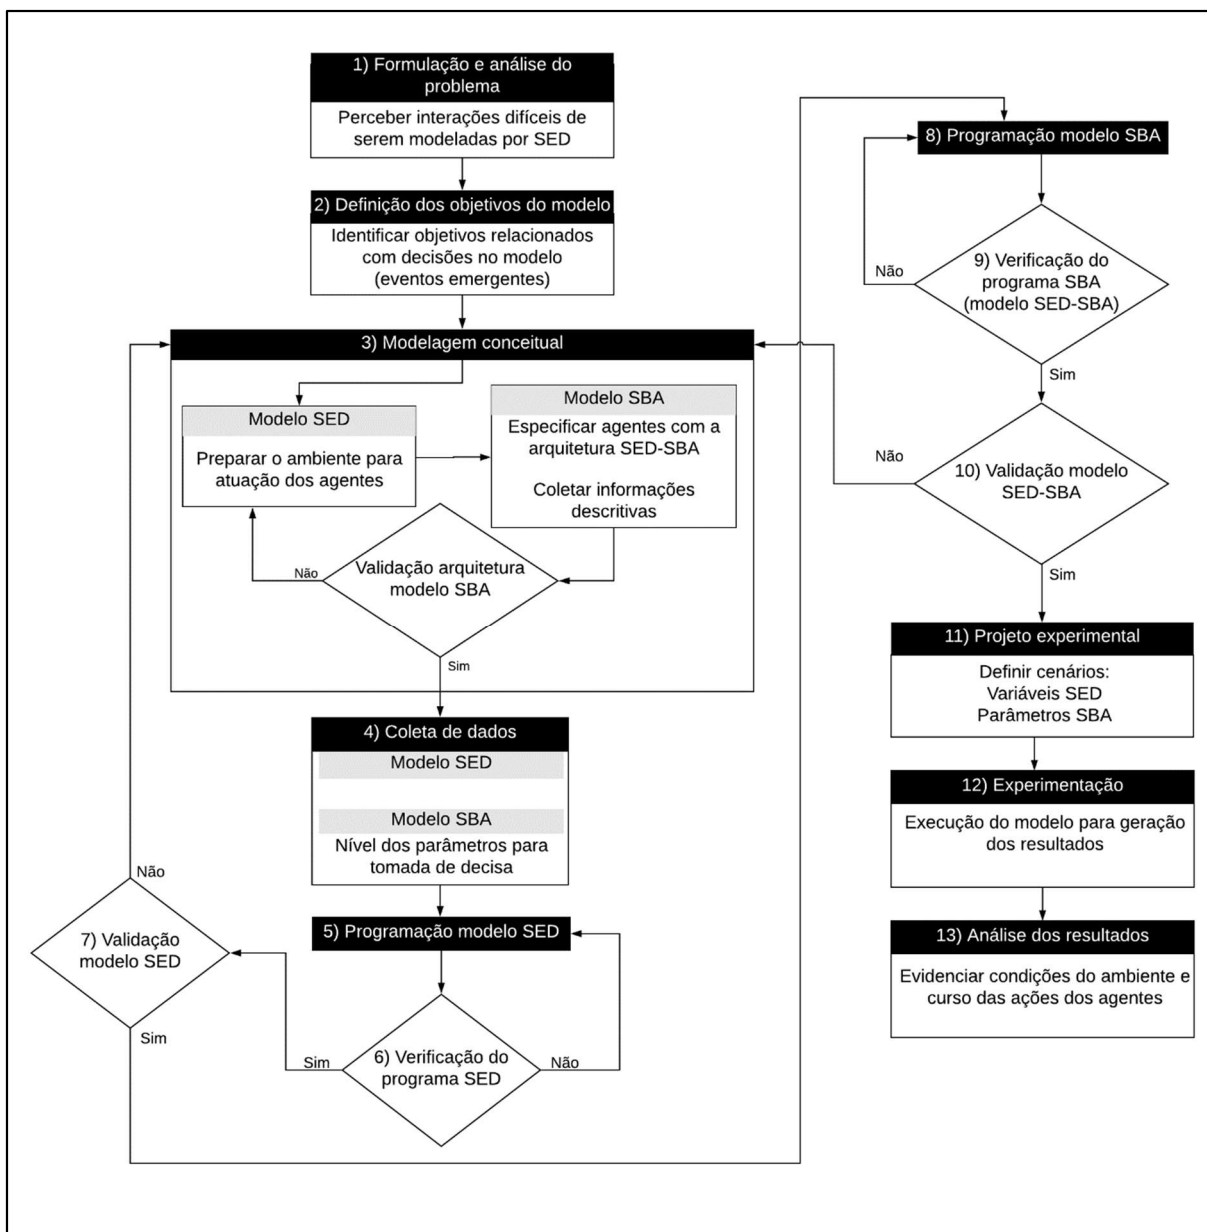 1) Formulação e análise do
problema
Perceber interações difíceis de
serem modeladas por SED
2) Definição dos objetivos do modelo
Identificar objetivos relacionados
com decisões no modelo
(eventos emergentes)
3) Modelagem conceitual
Modelo SED
Preparar o ambiente para
atuação dos agentes
Modelo SBA
Especificar agentes com a
arquitetura SED-SBA
Coletar informações
descritivas
Validação arquitetura
modelo SBA
Não
Sim
4) Coleta de dados
Modelo SED
Modelo SBA
Nível dos parâmetros para
tomada de decisa
5) Programação modelo SED
6) Verificação do
programa SED
Sim
Não
7) Validação
modelo SED
Não
Sim
8) Programação modelo SBA
9) Verificação do
programa SBA
(modelo SED-SBA)
Não
Sim
10) Validação modelo
SED-SBA
Não
Sim
11) Projeto experimental
Definir cenários:
Variáveis SED
Parâmetros SBA
12) Experimentação
Execução do modelo para geração
dos resultados
13) Análise dos resultados
Evidenciar condições do ambiente e
curso das ações dos agentes